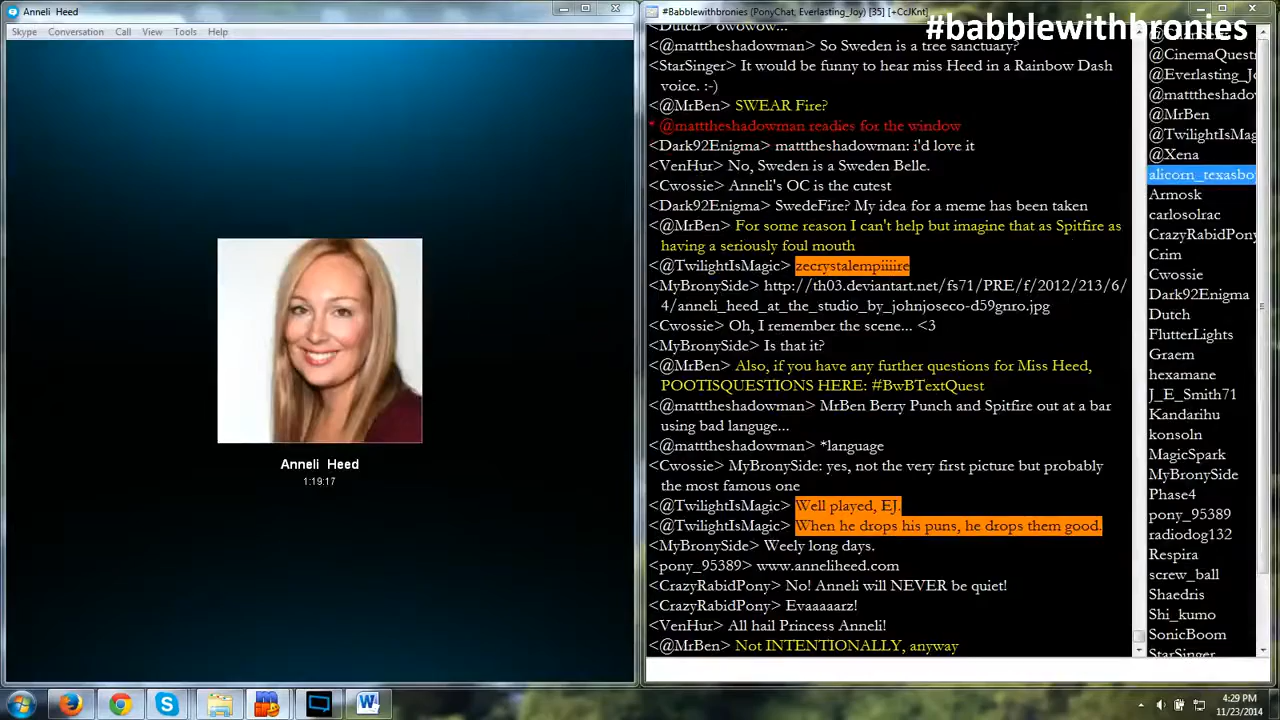 Anneli Heed
Skype Conversation Call View Tools Help
Anneli Heed
1:19:17
#Babblewithbronies (PonyChat; Everlasting_Joy) [35] [+CcJKnt]
#babblewithbronies
<Dutch> owowow...
<@matttheshadowman> So Sweden is a tree sanctuary?
<StarSinger> It would be funny to hear miss Heed in a Rainbow Dash
voice. :-)
<@MrBen> SWEAR Fire?
* @matttheshadowman readies for the window
<Dark92Enigma> matttheshadowman: i'd love it
<VenHur> No, Sweden is a Sweden Belle.
<Cwossie> Anneli's OC is the cutest
<Dark92Enigma> SwedeFire? My idea for a meme has been taken
<@MrBen> For some reason I can't help but imagine that as Spitfire as
having a seriously foul mouth
<@TwilightIsMagic> zecrystalempiiiire
<MyBronySide> http://th03.deviantart.net/fs71/PRE/f/2012/213/6/
4/anneli_heed_at_the_studio_by_johnjoseco-d59gnro.jpg
<Cwossie> Oh, I remember the scene... <3
<MyBronySide> Is that it?
<@MrBen> Also, if you have any further questions for Miss Heed,
POOTISQUESTIONS HERE: #BwBTextQuest
<@matttheshadowman> MrBen Berry Punch and Spitfire out at a bar
using bad languge...
<@matttheshadowman> *language
<Cwossie> MyBronySide: yes, not the very first picture but probably
the most famous one
<@TwilightIsMagic> Well played, EJ.
<@TwilightIsMagic> When he drops his puns, he drops them good.
<MyBronySide> Weely long days.
<pony_95389> www.anneliheed.com
<CrazyRabidPony> No! Anneli will NEVER be quiet!
<CrazyRabidPony> Evaaaaarz!
<VenHur> All hail Princess Anneli!
<@MrBen> Not INTENTIONALLY, anyway
@CinemaQuest
@Everlasting_Jo
@matttheshadow
@MrBen
@TwilightIsMag
@Xena
alicorn_texasboy
Armosk
carlosolrac
CrazyRabidPony
Crim
Cwossie
Dark92Enigma
Dutch
FlutterLights
Graem
hexamane
J_E_Smith71
Kandarihu
konsoln
MagicSpark
MyBronySide
Phase4
pony_95389
radiodog132
Respira
screw_ball
Shaedris
Shi_kumo
SonicBoom
StarSinger
4:29 PM
11/23/2014